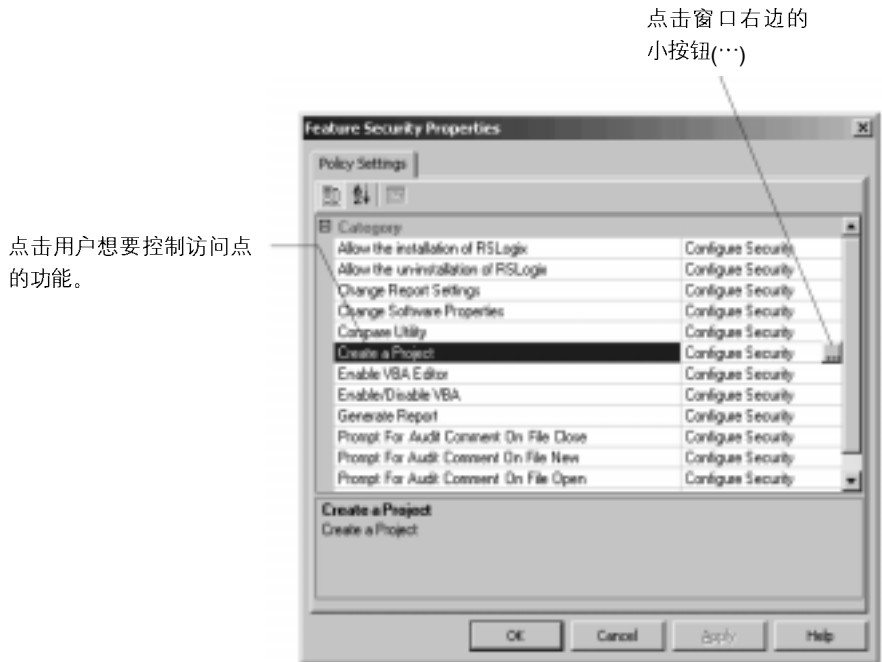 点击窗口右边的
小按钮(…)
Feature Security Properties
Policy Settings
点击用户想要控制访问点
的功能。
Category
Allow the installation of RSLogix Configure Security
Allow the un-installation of RSLogix Configure Security
Change Report Settings Configure Security
Change Software Properties Configure Security
Compare Utility Configure Security
Create a Project Configure Security ...
Enable VBA Editor Configure Security
Enable/Disable VBA Configure Security
Generate Report Configure Security
Prompt For Audit Comment On File Close Configure Security
Prompt For Audit Comment On File New Configure Security
Prompt For Audit Comment On File Open Configure Security
Create a Project
Create a Project
OK Cancel Apply Help